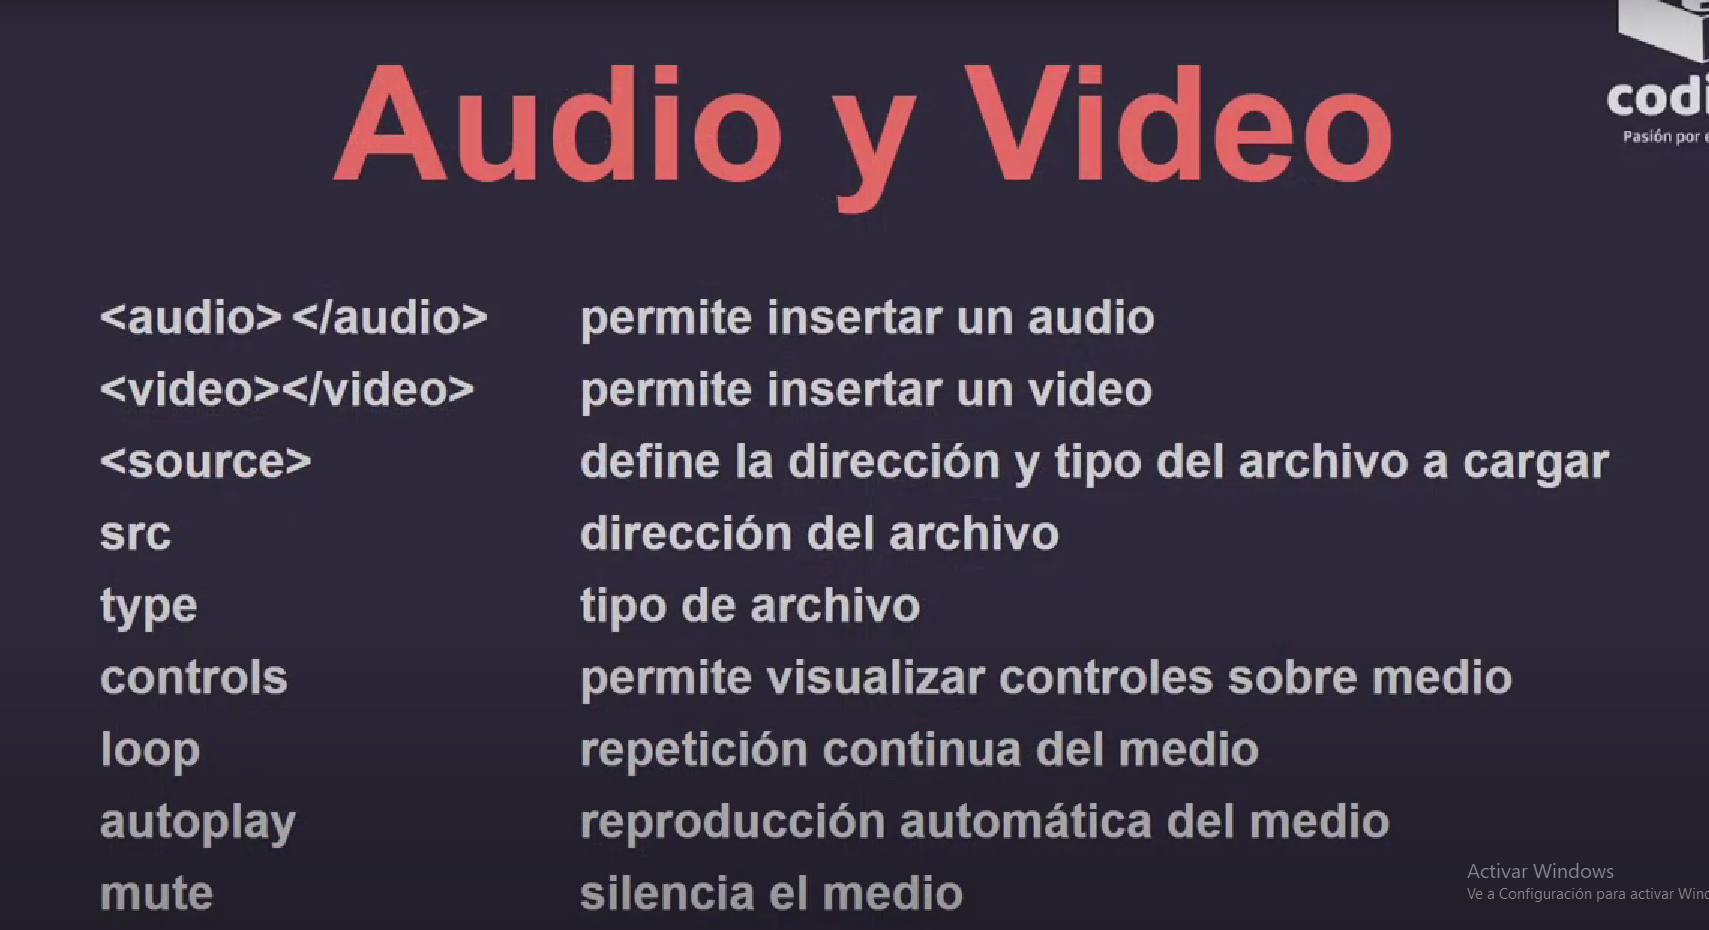 Audio y Video
<audio> </audio> permite insertar un audio
<video></video> permite insertar un video
<source> define la dirección y tipo del archivo a cargar
src dirección del archivo
type tipo de archivo
controls permite visualizar controles sobre medio
loop repetición continua del medio
autoplay reproducción automática del medio
mute silencia el medio
codi
Pasión por
Activar Windows
Ve a Configuración para activar